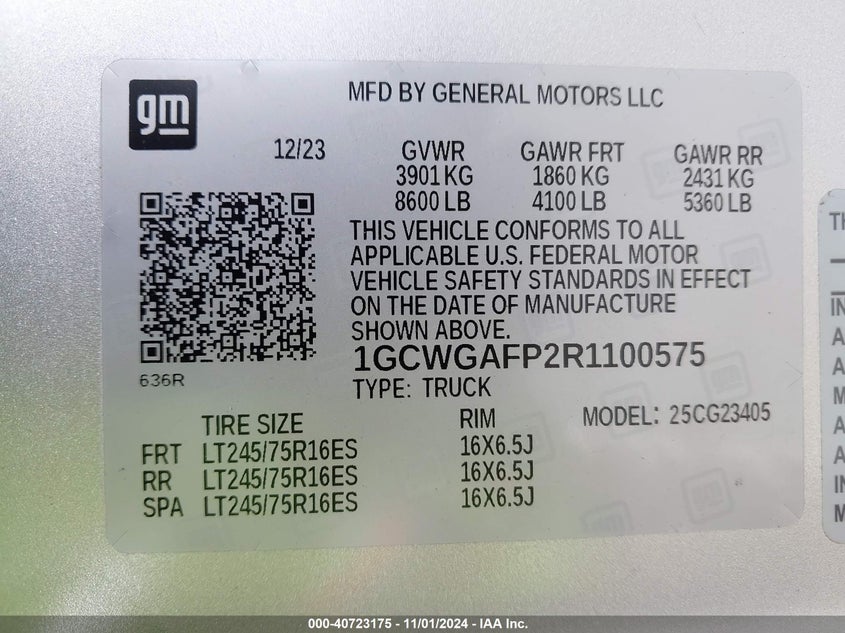 gm
MFD BY GENERAL MOTORS LLC
12/23 GVWR GAWR FRT GAWR RR
3901 KG 1860 KG 2431 KG
8600 LB 4100 LB 5360 LB
THIS VEHICLE CONFORMS TO ALL
APPLICABLE U.S. FEDERAL MOTOR
VEHICLE SAFETY STANDARDS IN EFFECT
ON THE DATE OF MANUFACTURE
SHOWN ABOVE.
1GCWGAFP2R1100575
636R
TYPE: TRUCK
TIRE SIZE RIM MODEL: 25CG23405
FRT LT245/75R16ES 16X6.5J
RR LT245/75R16ES 16X6.5J
SPA LT245/75R16ES 16X6.5J
000-40723175 - 11/01/2024 - IAA Inc.